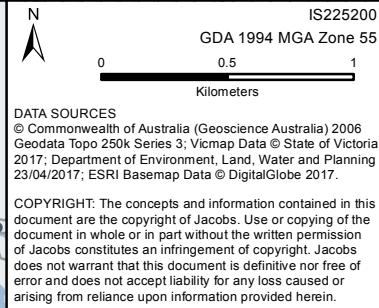 N
IS225200
GDA 1994 MGA Zone 55
0 0.5 1
Kilometers
DATA SOURCES
© Commonwealth of Australia (Geoscience Australia) 2006
Geodata Topo 250k Series 3; Vicmap Data © State of Victoria
2017; Department of Environment, Land, Water and Planning
23/04/2017; ESRI Basemap Data © DigitalGlobe 2017.
COPYRIGHT: The concepts and information contained in this
document are the copyright of Jacobs. Use or copying of the
document in whole or in part without the written permission
of Jacobs constitutes an infringement of copyright. Jacobs
does not warrant that this document is definitive nor free of
error and does not accept liability for any loss caused or
arising from reliance upon information provided herein.